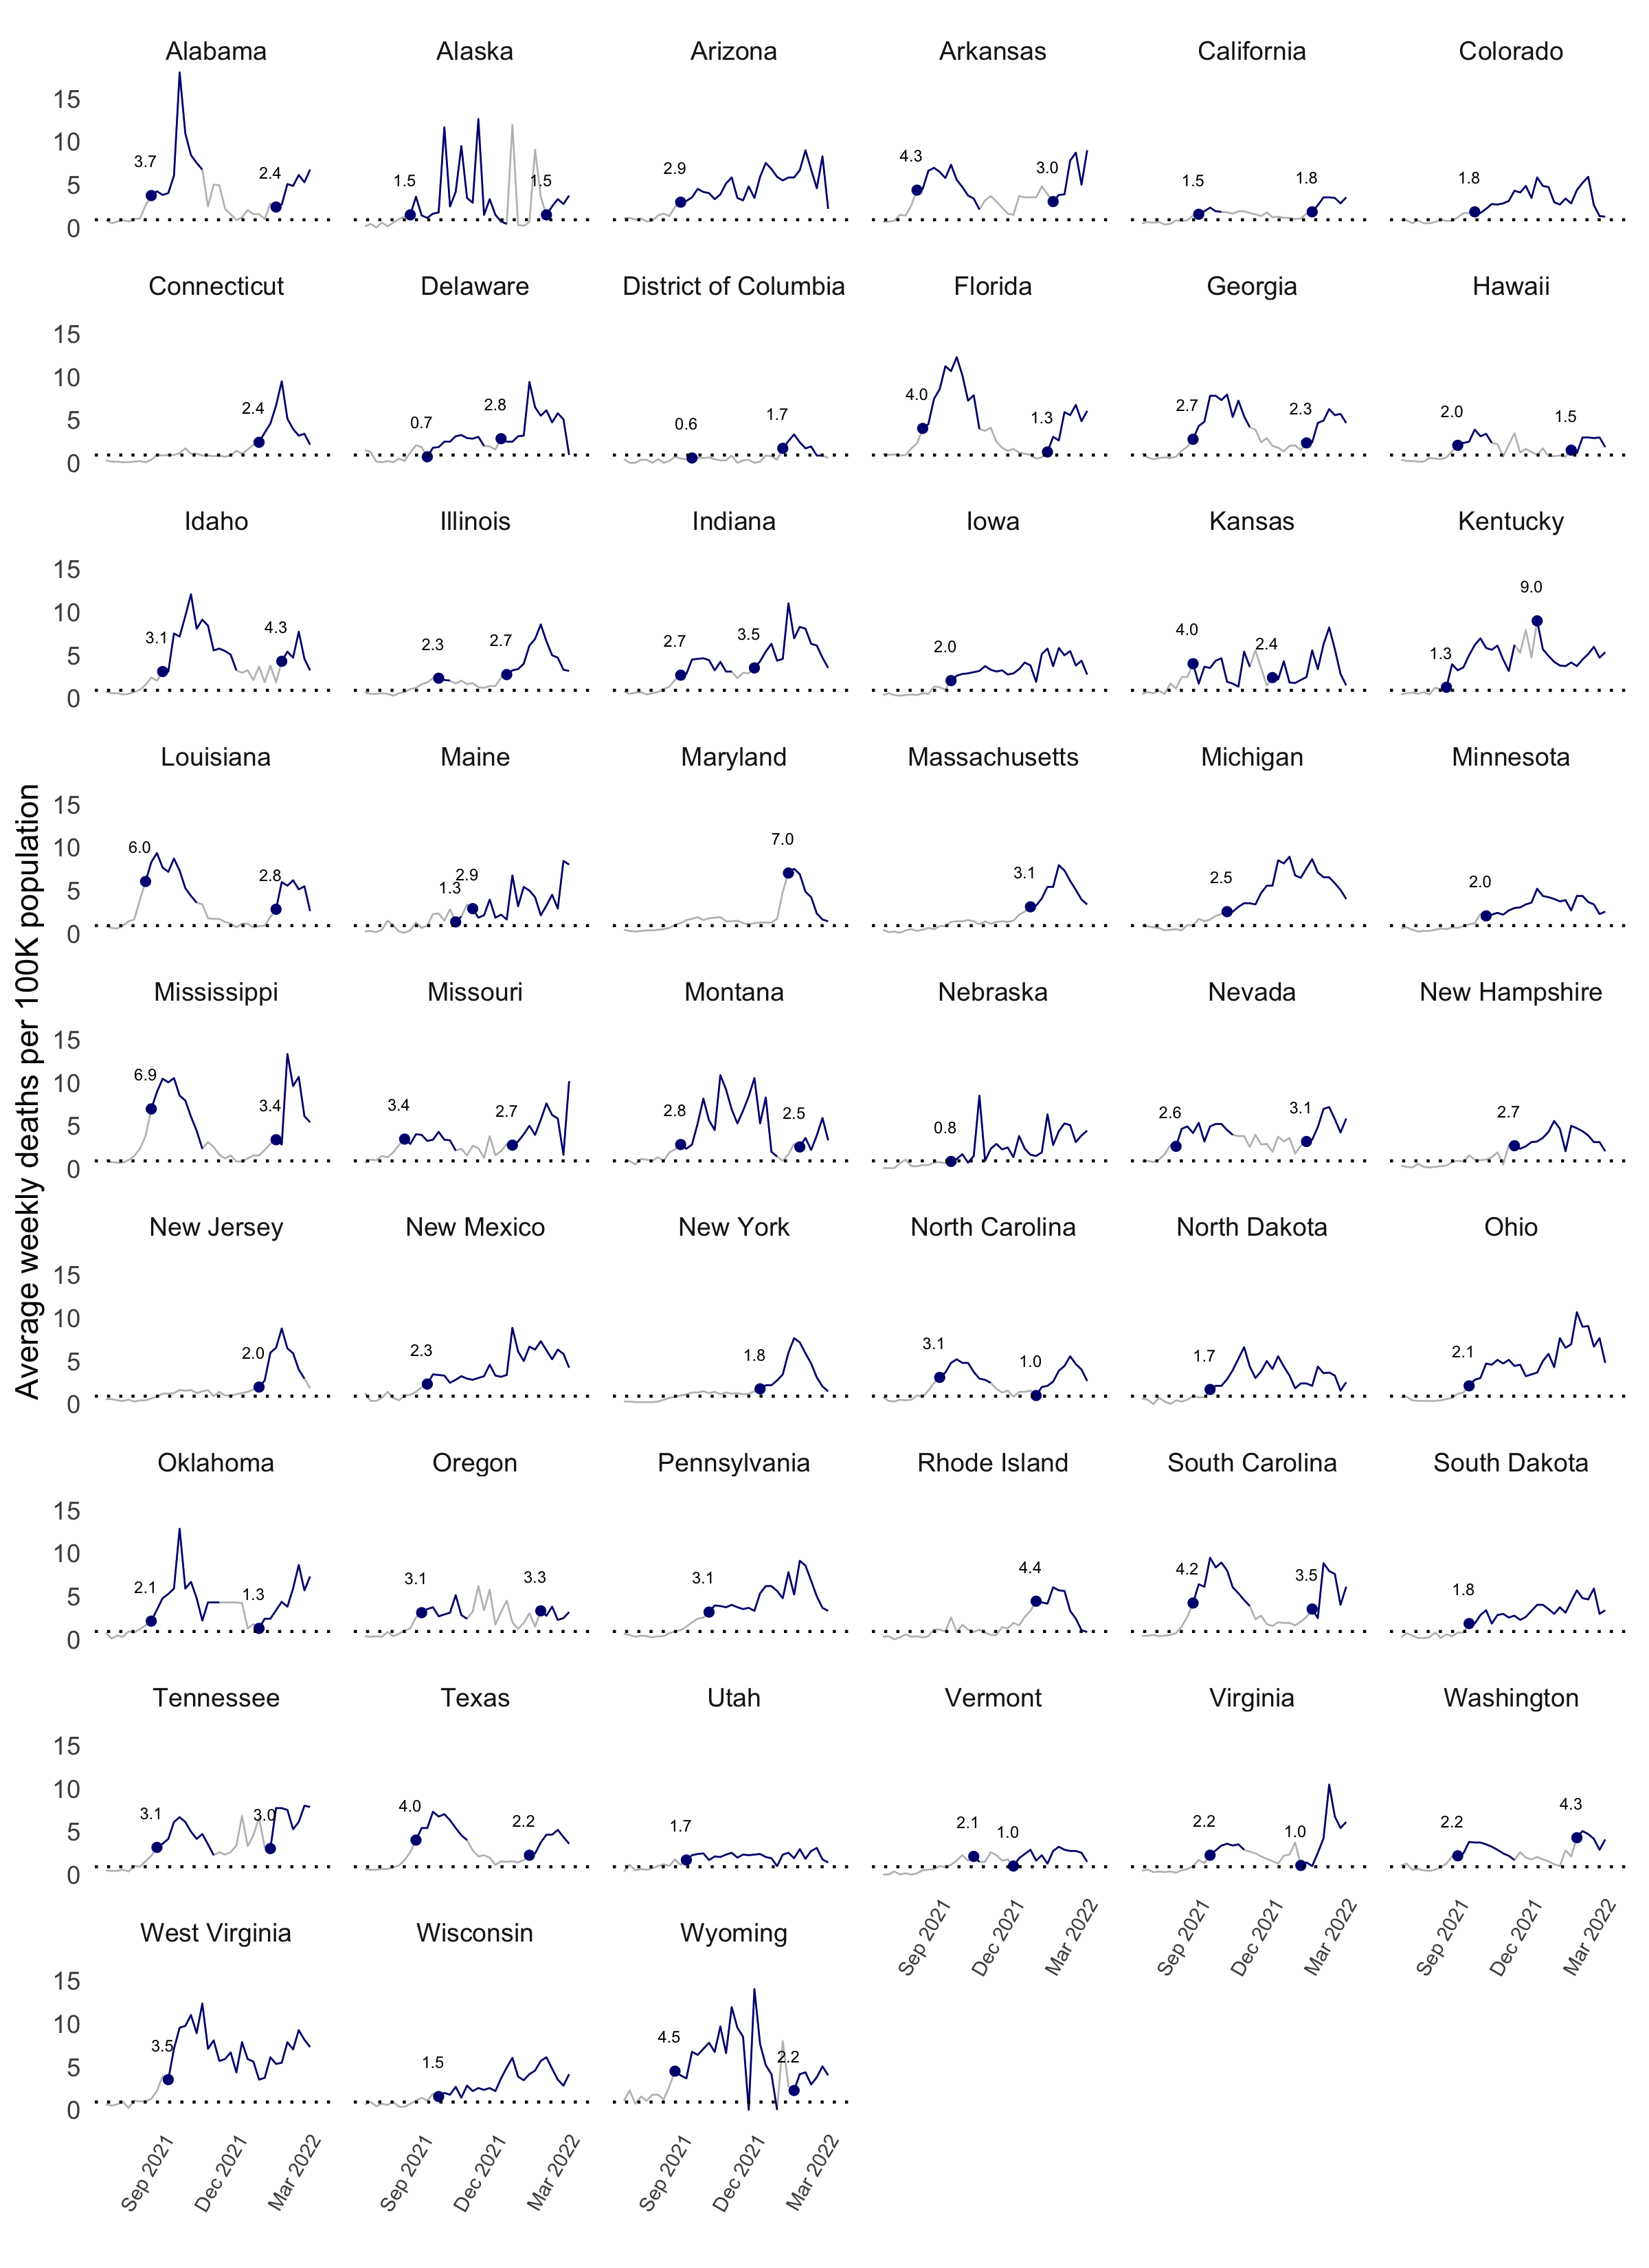 Average weekly deaths per 100K population
Alabama Alaska Arizona Arkansas California Colorado
15
10
5
0
3.7 2.4 1.5 1.5 2.9 4.3 3.0 1.5 1.8 1.8
Connecticut Delaware District of Columbia Florida Georgia Hawaii
15
10
5
0
2.4 0.7 2.8 0.6 1.7 4.0 1.3 2.7 2.3 2.0 1.5
Idaho Illinois Indiana Iowa Kansas Kentucky
15
10
5
0
3.1 4.3 2.3 2.7 2.7 3.5 2.0 4.0 2.4 1.3 9.0
Louisiana Maine Maryland Massachusetts Michigan Minnesota
15
10
5
0
6.0 2.8 1.3 2.9 7.0 3.1 2.5 2.0
Mississippi Missouri Montana Nebraska Nevada New Hampshire
15
10
5
0
6.9 3.4 3.4 2.7 2.8 2.5 0.8 2.6 3.1 2.7
New Jersey New Mexico New York North Carolina North Dakota Ohio
15
10
5
0
2.0 2.3 1.8 3.1 1.0 1.7 2.1
Oklahoma Oregon Pennsylvania Rhode Island South Carolina South Dakota
15
10
5
0
2.1 1.3 3.1 3.3 3.1 4.4 4.2 3.5 1.8
Tennessee Texas Utah Vermont Virginia Washington
15
10
5
0
3.1 3.0 4.0 2.2 1.7 2.1 1.0 2.2 1.0 2.2 4.3
Sep 2021 Dec 2021 Mar 2022 Sep 2021 Dec 2021 Mar 2022 Sep 2021 Dec 2021 Mar 2022
West Virginia Wisconsin Wyoming
15
10
5
0
3.5 1.5 4.5 2.2
Sep 2021 Dec 2021 Mar 2022 Sep 2021 Dec 2021 Mar 2022 Sep 2021 Dec 2021 Mar 2022